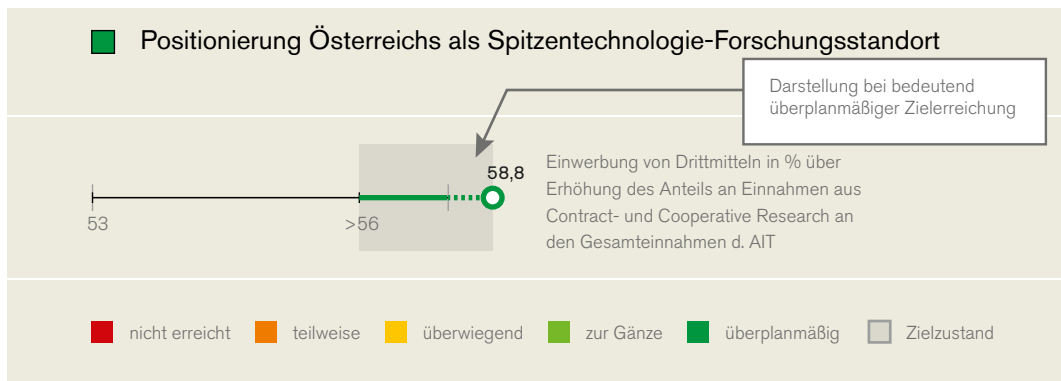 Positionierung Österreichs als Spitzentechnologie-Forschungsstandort
Darstellung bei bedeutend
überplanmäßiger Zielerreichung
58,8
53
>56
Einwerbung von Drittmitteln in % über
Erhöhung des Anteils an Einnahmen aus
Contract- und Cooperative Research an
den Gesamteinnahmen d. AIT
nicht erreicht
teilweise
überwiegend
zur Gänze
überplanmäßig
Zielzustand